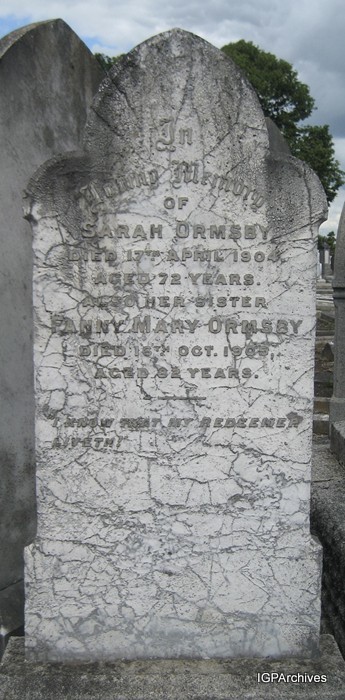 In
Loving Memory
OF
SARAH ORMSBY
DIED 17TH APRIL 1904,
AGED 72 YEARS.
ALSO HER SISTER
FANNY MARY ORMSBY
DIED 15TH OCT. 1909,
AGED 82 YEARS.
I KNOW THAT MY REDEEMER
LIVETH!
IGPArchives